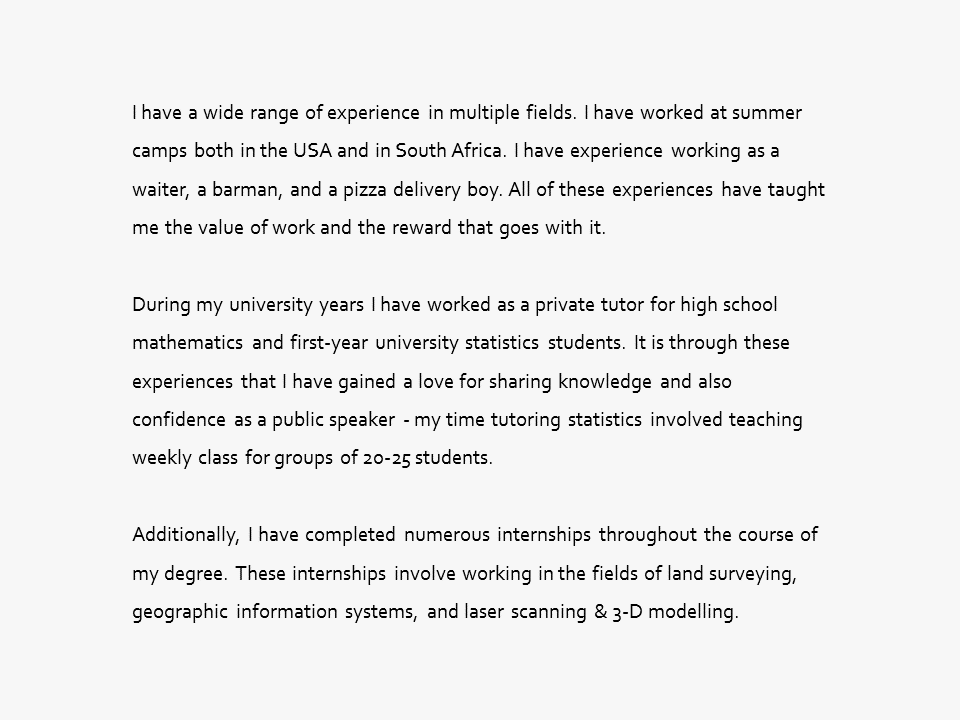 I have a wide range of experience in multiple fields. I have worked at summer
camps both in the USA and in South Africa. I have experience working as a
waiter, a barman, and a pizza delivery boy. All of these experiences have taught
me the value of work and the reward that goes with it.
During my university years I have worked as a private tutor for high school
mathematics and first-year university statistics students. It is through these
experiences that I have gained a love for sharing knowledge and also
confidence as a public speaker - my time tutoring statistics involved teaching
weekly class for groups of 20-25 students.
Additionally, I have completed numerous internships throughout the course of
my degree. These internships involve working in the fields of land surveying,
geographic information systems, and laser scanning & 3-D modelling.